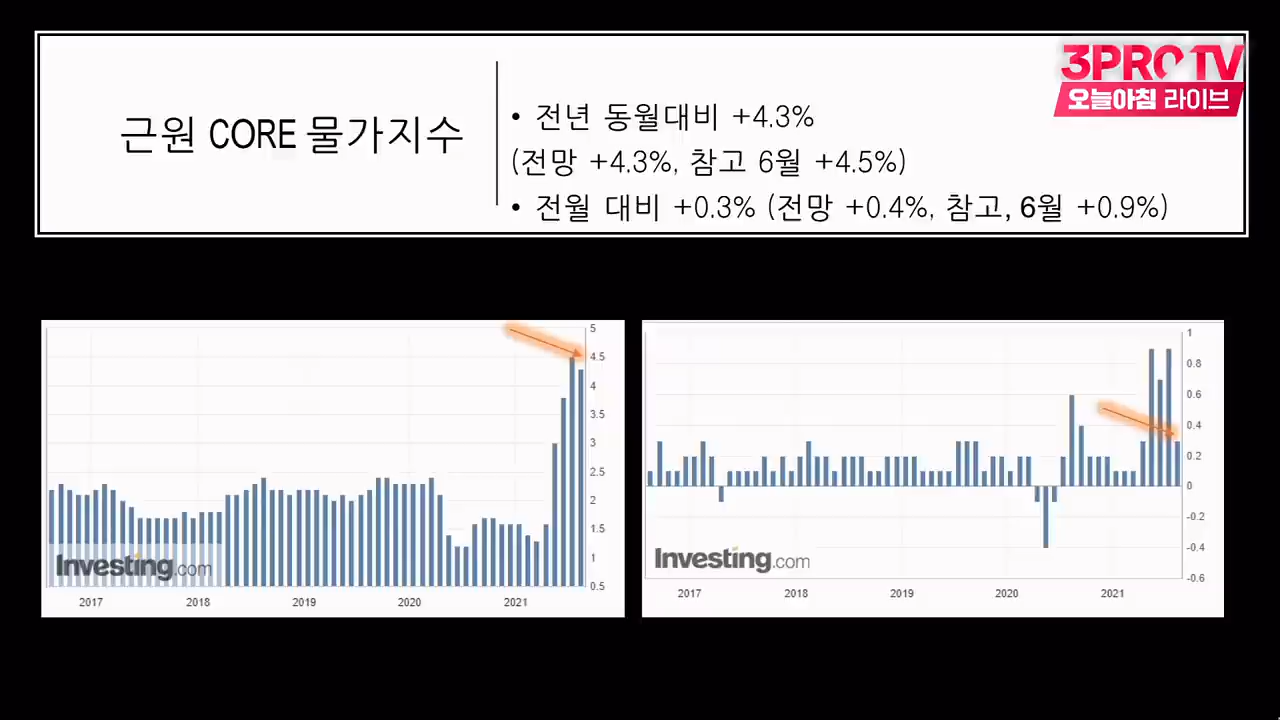 3PRO TV
오늘아침 라이브
근원 CORE 물가지수
• 전년 동월대비 +4.3%
(전망 +4.3%, 참고 6월 +4.5%)
• 전월 대비 +0.3% (전망 +0.4%, 참고, 6월 +0.9%)
5
4.5
4
3.5
3
2.5
2
1.5
1
0.5
2017 2018 2019 2020 2021
Investing.com
1
0.8
0.6
0.4
0.2
0
-0.2
-0.4
-0.6
2017 2018 2019 2020 2021
Investing.com